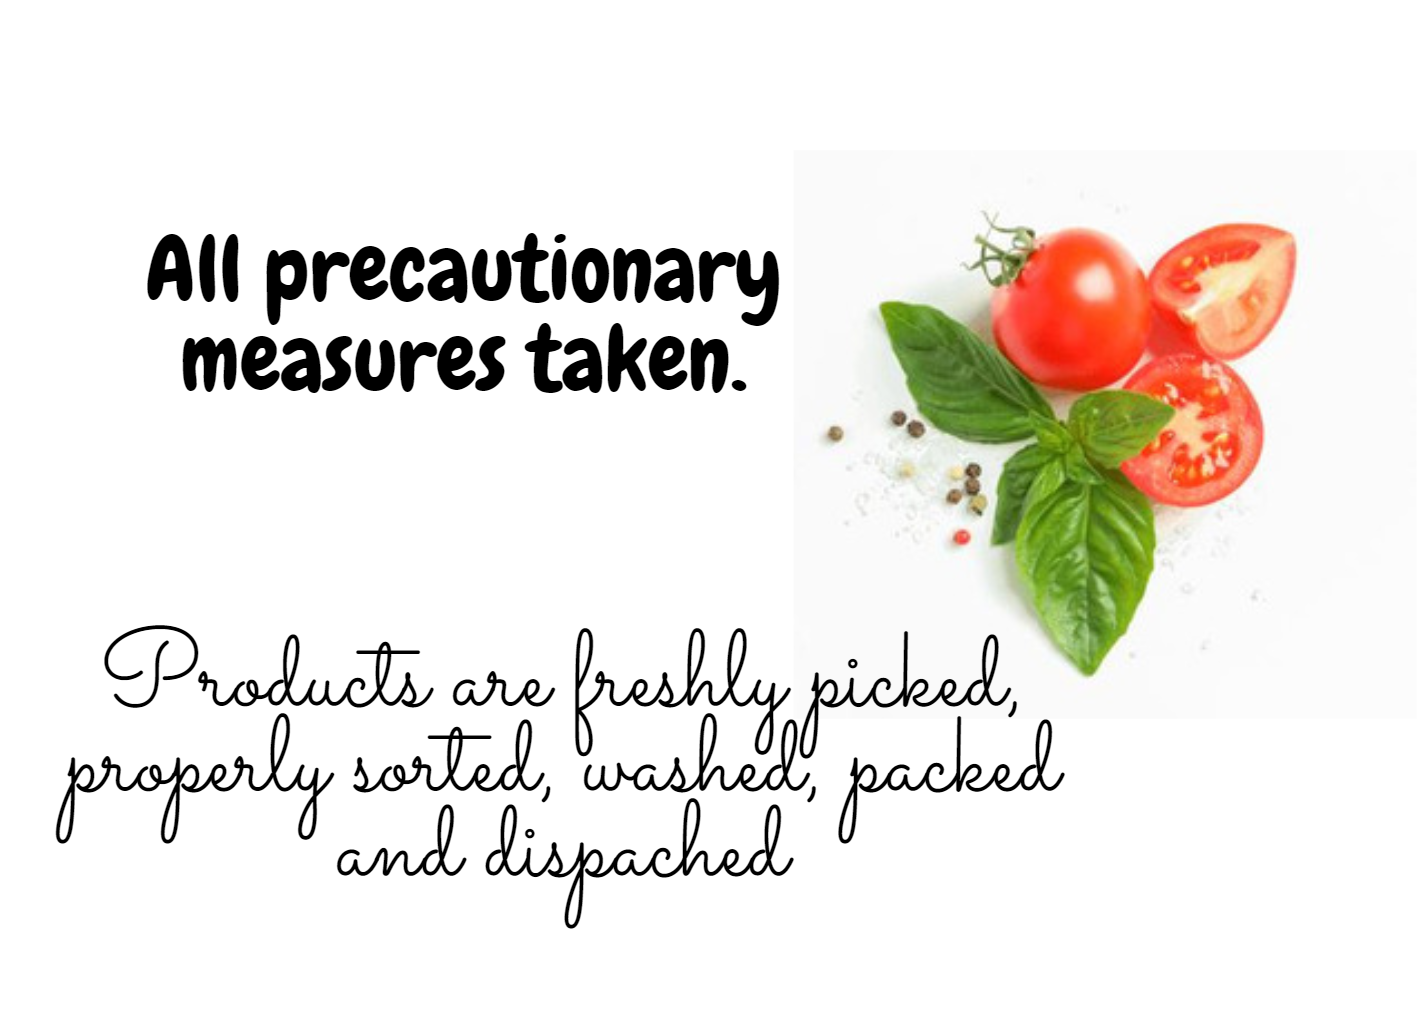 All precautionary
measures taken.
Products are freshly picked,
properly sorted, washed, packed
and dispached